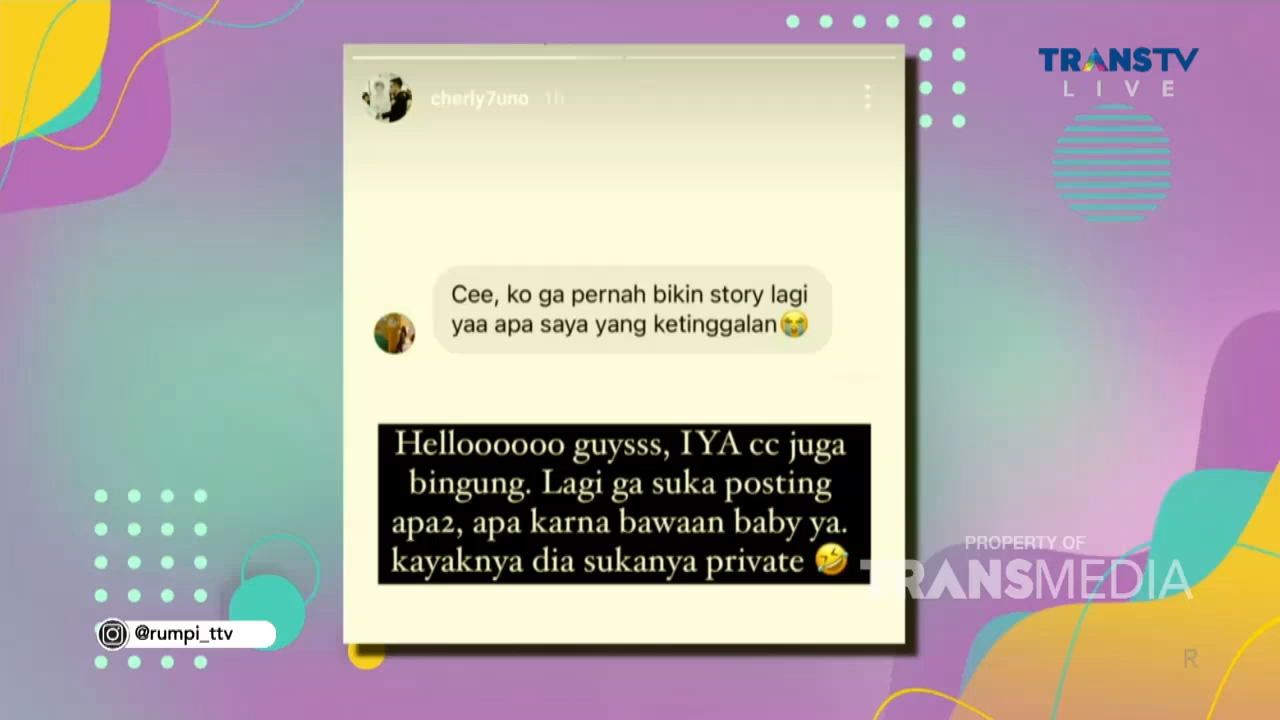 TRANSTV
LIVE
cherly7uno 1h
Cee, ko ga pernah bikin story lagi
yaa apa saya yang ketinggalan😭
Helloooooo guysss, IYA cc juga
bingung. Lagi ga suka posting
apa2, apa karna bawaan baby ya.
kayaknya dia sukanya private 🤣
PROPERTY OF
TRANSMEDIA
@rumpi_ttv
R